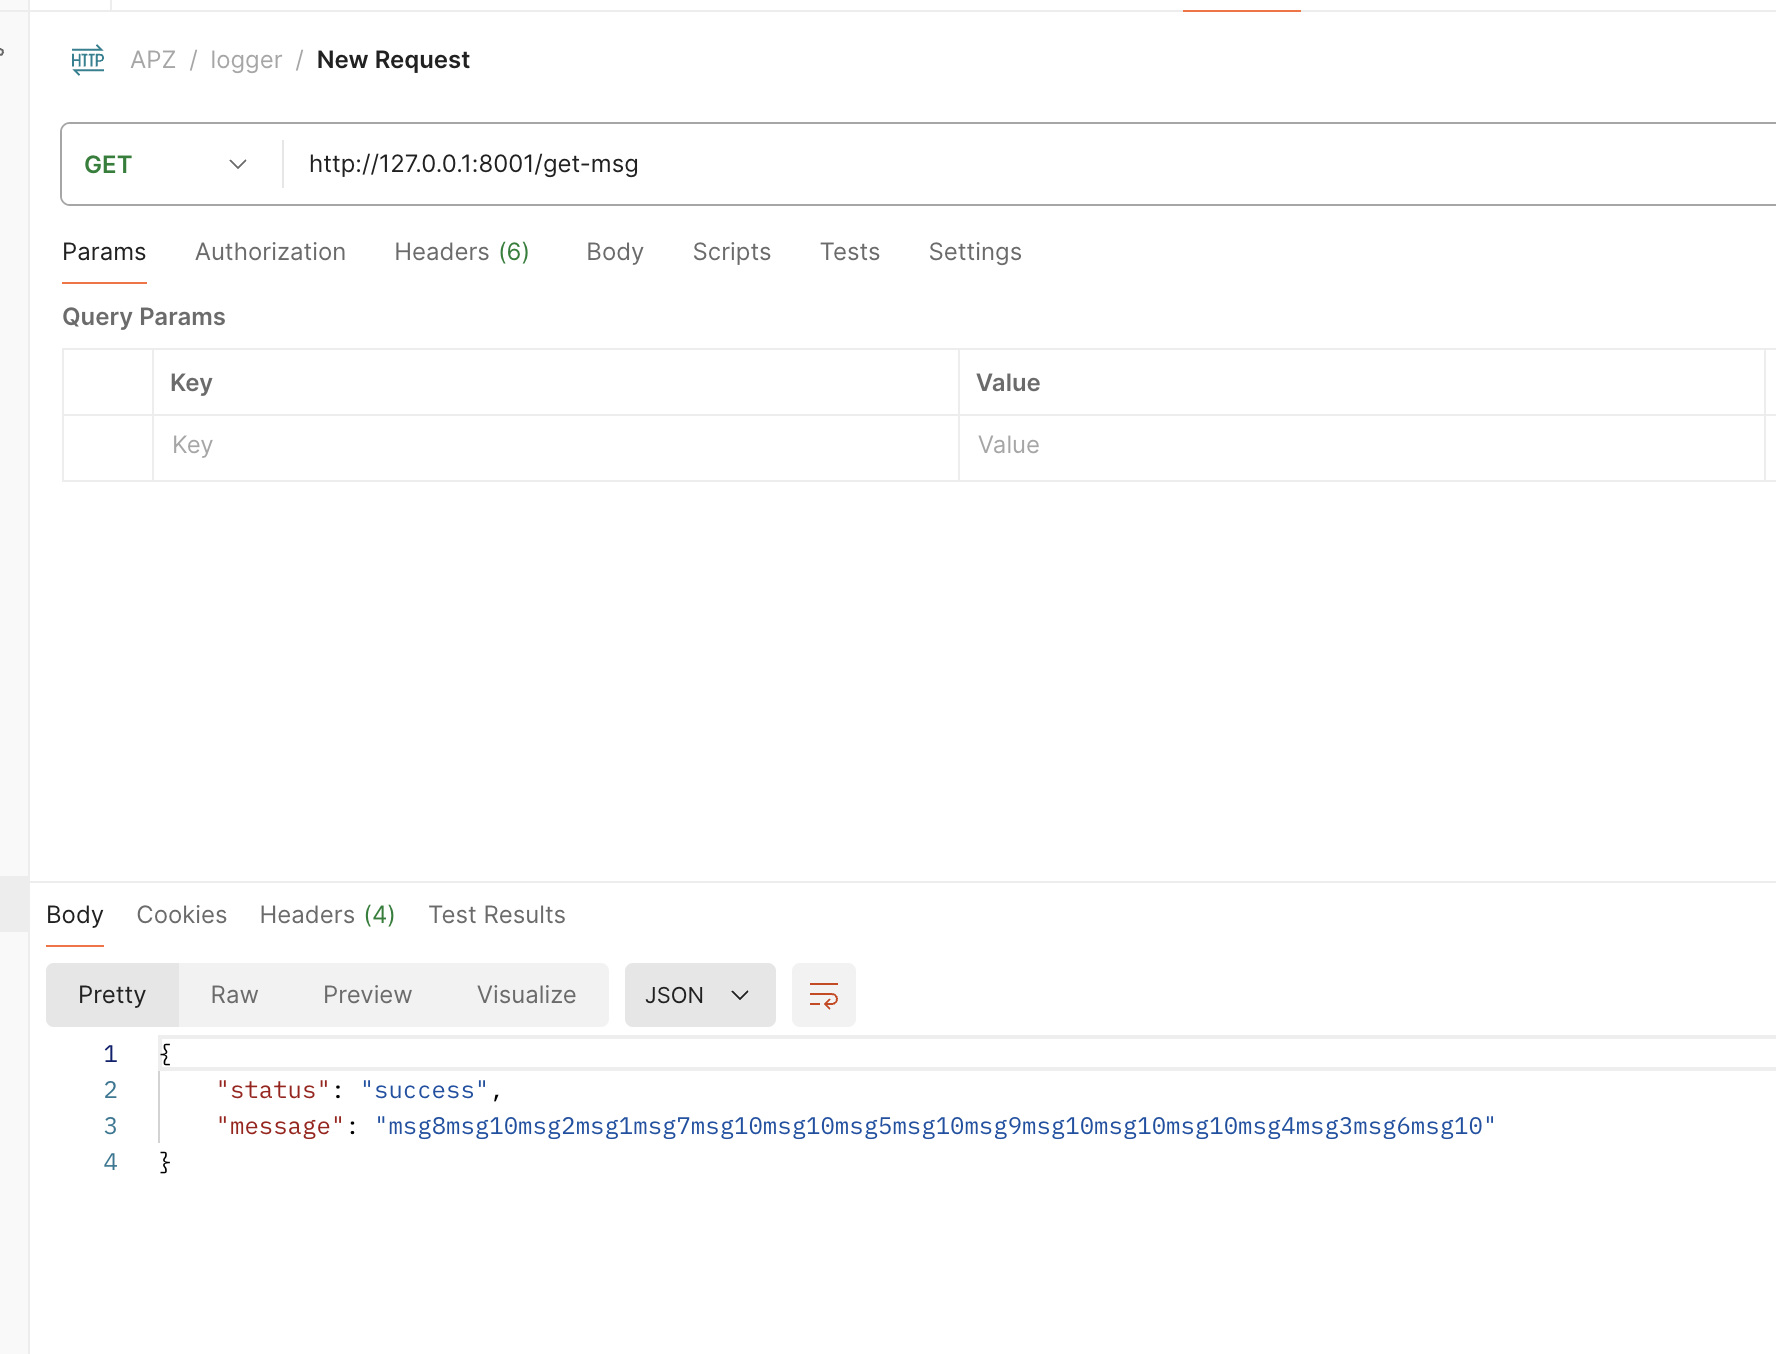 HTTP APZ / logger / New Request
GET http://127.0.0.1:8001/get-msg
Params Authorization Headers (6) Body Scripts Tests Settings
Query Params
Key Value
Key Value
Body Cookies Headers (4) Test Results
Pretty Raw Preview Visualize JSON
1 {
2 "status": "success",
3 "message": "msg8msg10msg2msg1msg7msg10msg10msg5msg10msg9msg10msg10msg10msg4msg3msg6msg10"
4 }